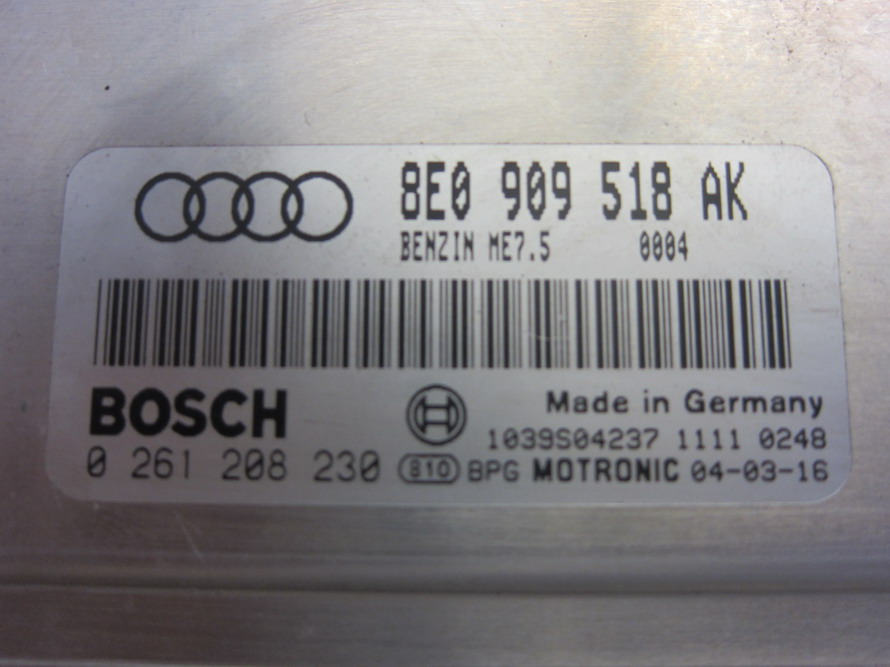 8E0 909 518 AK
BENZIN ME7.5 0004
BOSCH
Made in Germany
1039S04237 1111 0248
0 261 208 230 810 BPG MOTRONIC 04-03-16